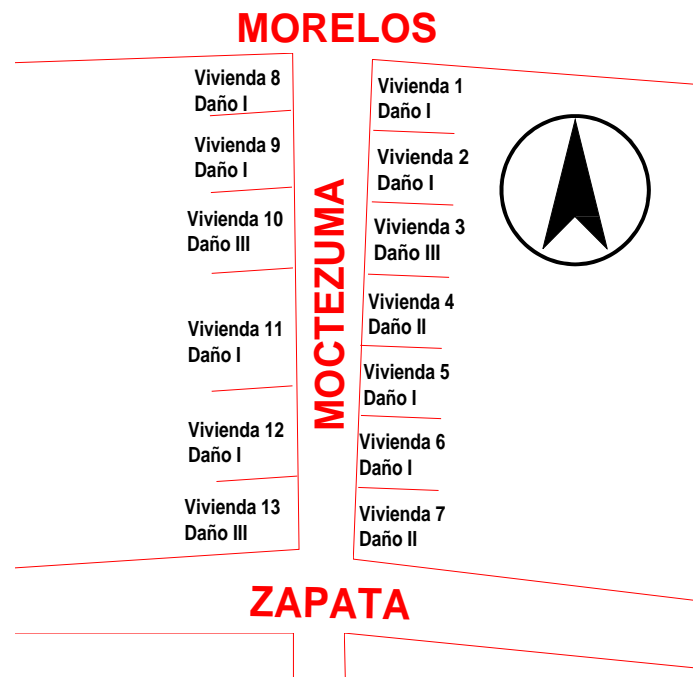 MORELOS
Vivienda 8
Daño I
Vivienda 9
Daño I
Vivienda 10
Daño III
Vivienda 11
Daño I
Vivienda 12
Daño I
Vivienda 13
Daño III
MOCTEZUMA
Vivienda 1
Daño I
Vivienda 2
Daño I
Vivienda 3
Daño III
Vivienda 4
Daño II
Vivienda 5
Daño I
Vivienda 6
Daño I
Vivienda 7
Daño II
ZAPATA